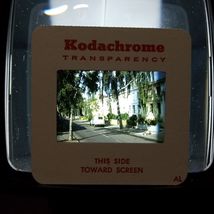 Kodachrome
TRANSPARENCY
THIS SIDE
TOWARD SCREEN
AL